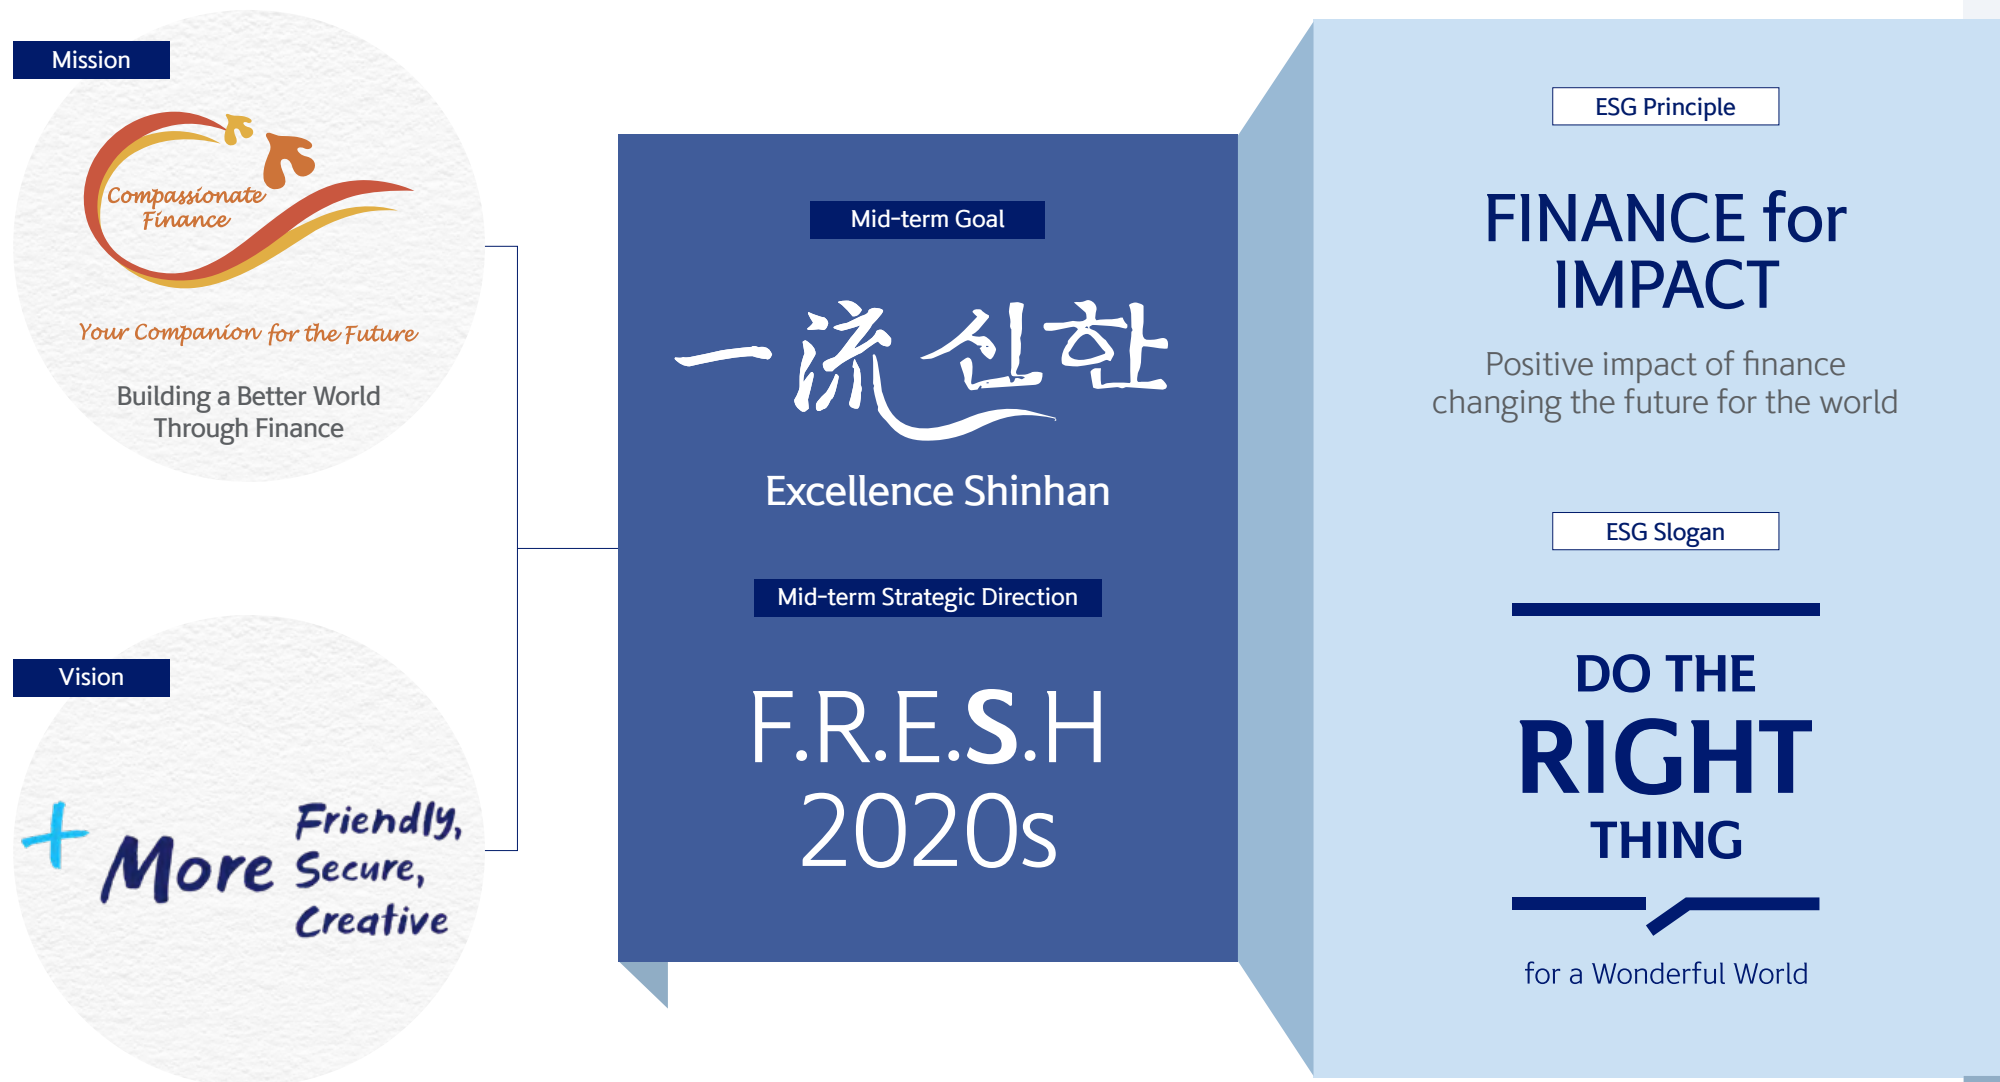 Mission
Compassionate
Finance
Your Companion for the Future
Building a Better World
Through Finance
Vision
+ More Friendly,
Secure,
Creative
Mid-term Goal
一流 신한
Excellence Shinhan
Mid-term Strategic Direction
F.R.E.S.H
2020s
ESG Principle
FINANCE for
IMPACT
Positive impact of finance
changing the future for the world
ESG Slogan
DO THE
RIGHT
THING
for a Wonderful World